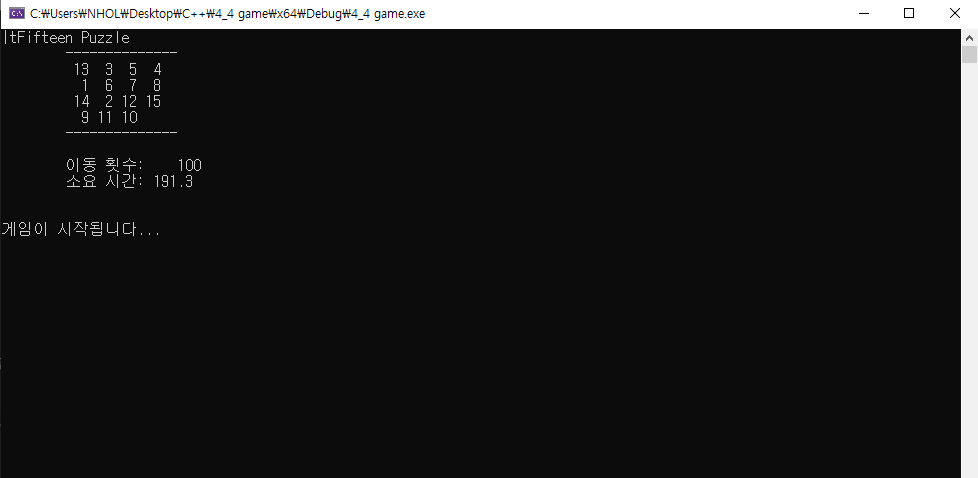 C:\Users\NHOL\Desktop\C++\4_4 game\x64\Debug\4_4 game.exe
|tFifteen Puzzle
--------------
13 3 5 4
1 6 7 8
14 2 12 15
9 11 10
--------------
이동 횟수: 100
소요 시간: 191.3
게임이 시작됩니다...